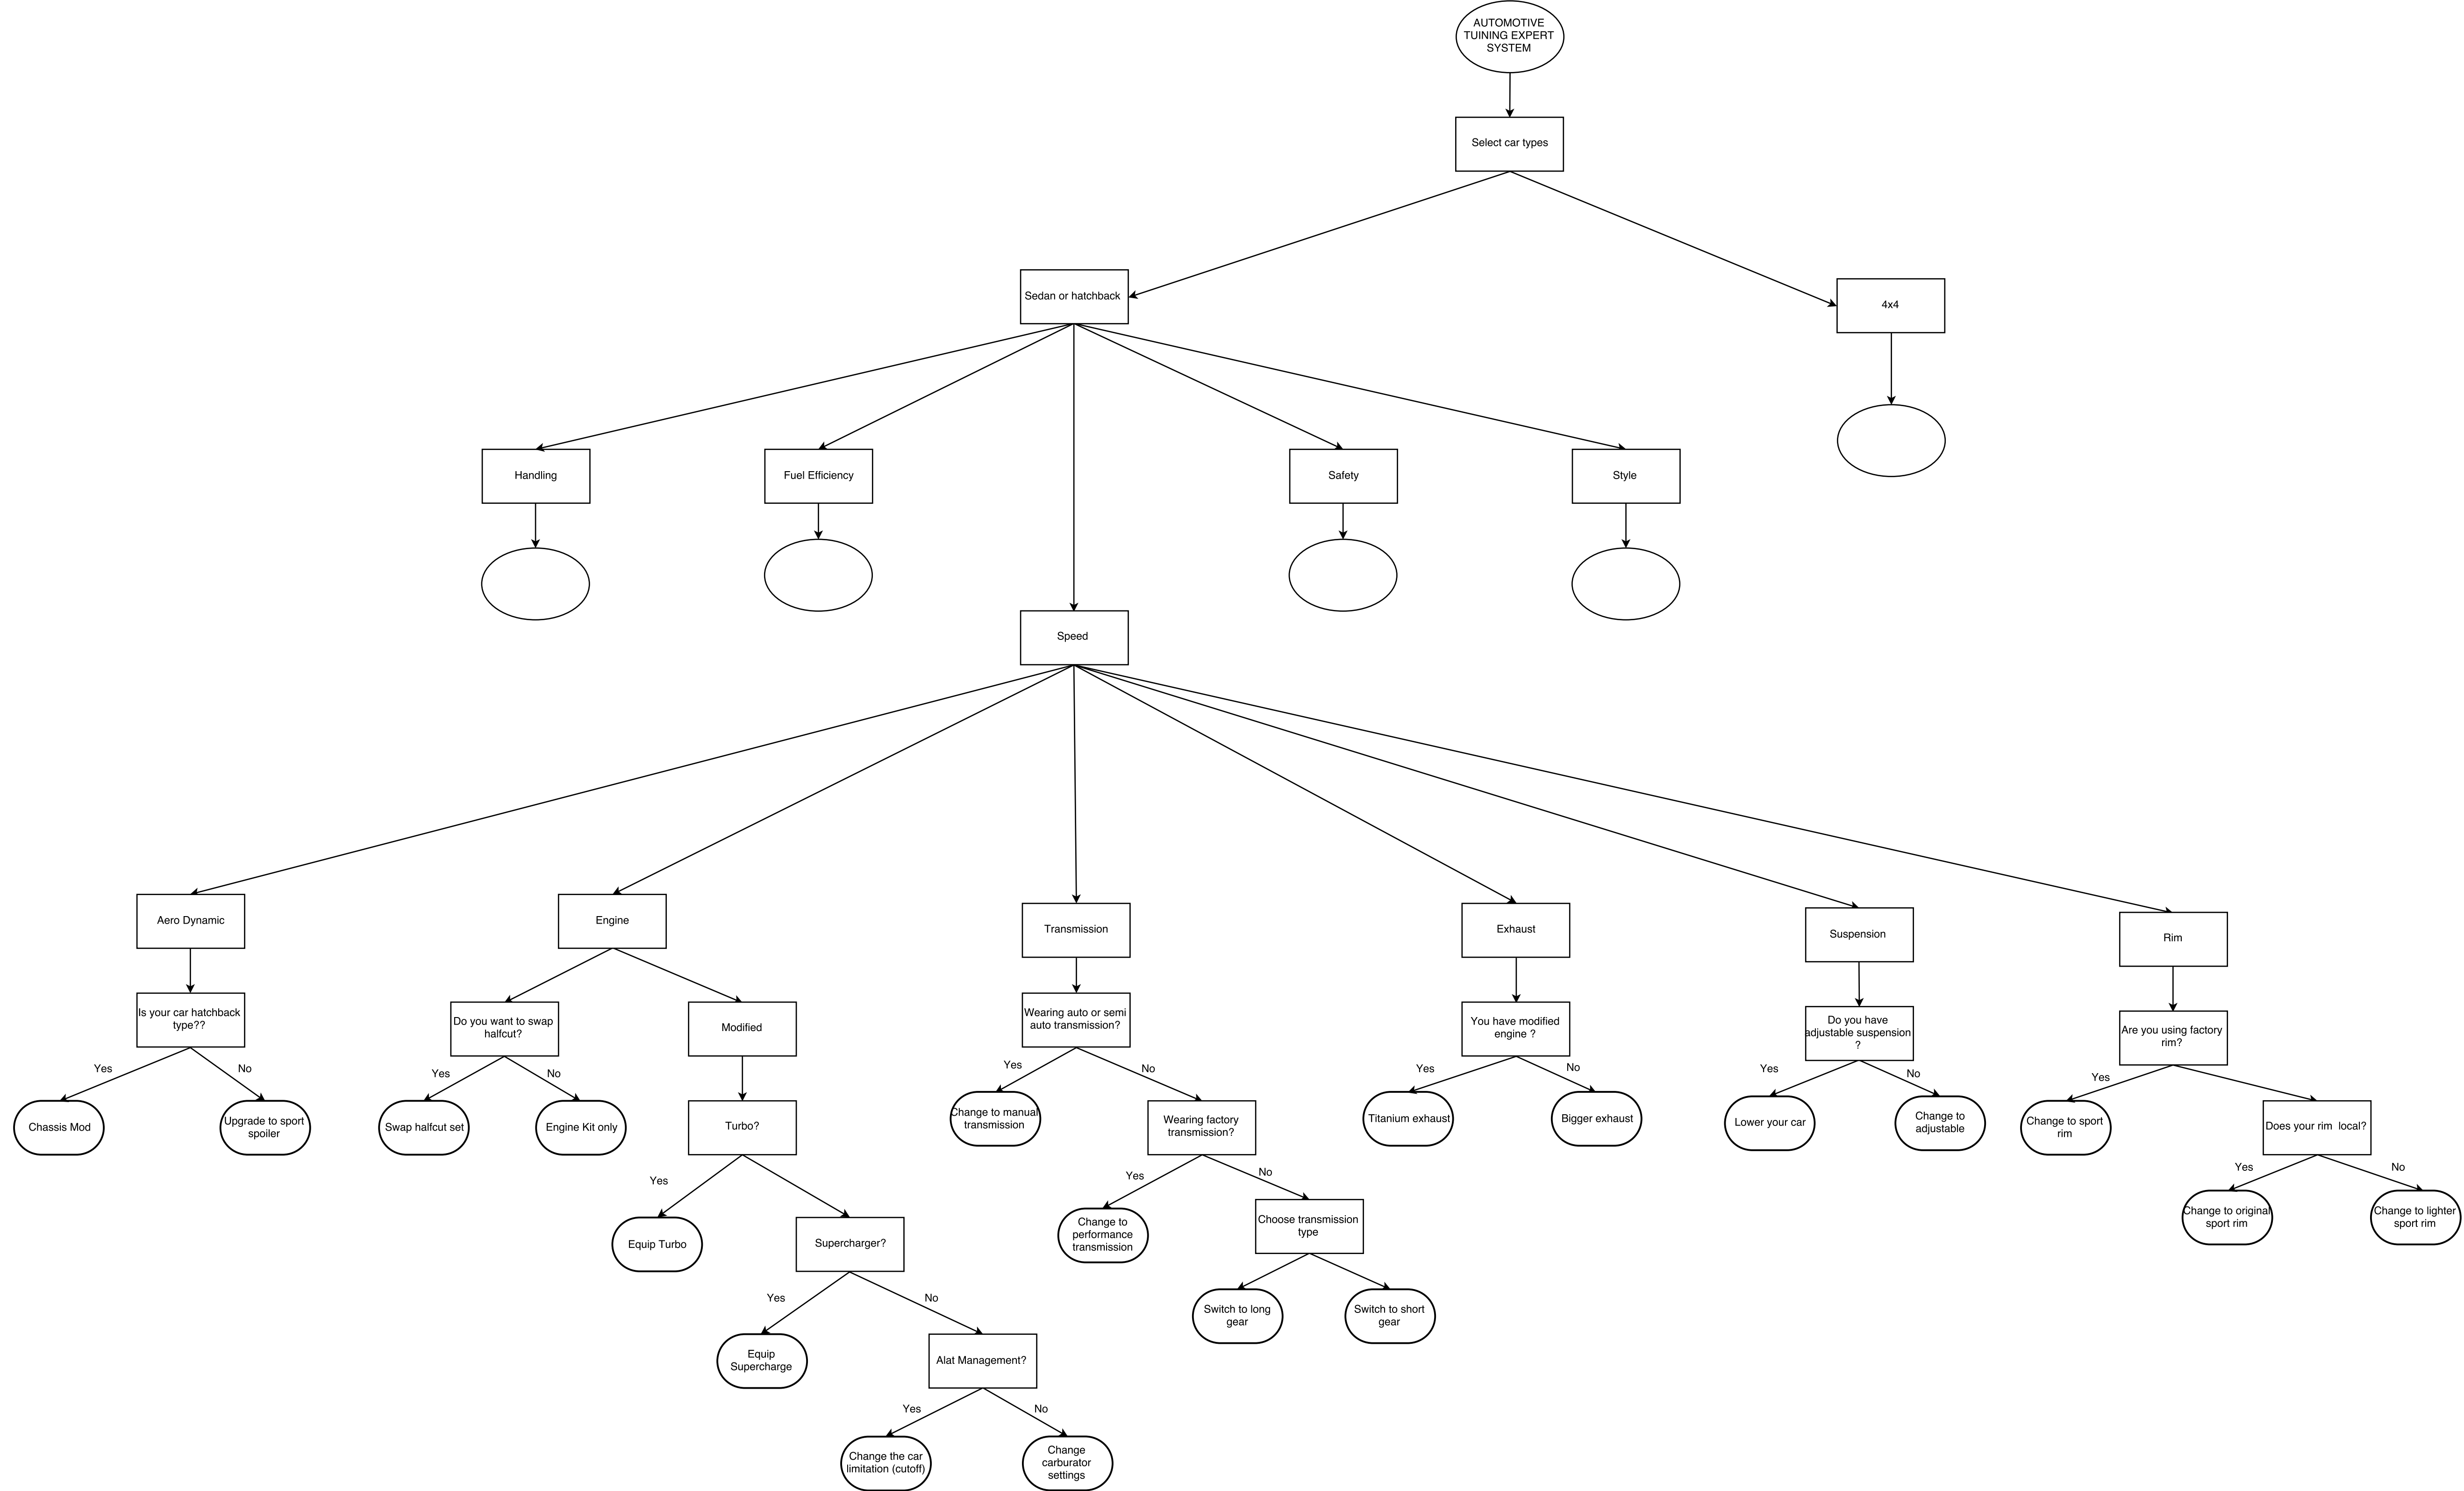 AUTOMOTIVE
TUINING EXPERT
SYSTEM
Select car types
Sedan or hatchback
4x4
Handling
Fuel Efficiency
Safety
Style
Speed
Aero Dynamic
Engine
Transmission
Exhaust
Suspension
Rim
Is your car hatchback
type??
Do you want to swap
halfcut?
Modified
Wearing auto or semi
auto transmission?
You have modified
engine ?
Do you have
adjustable suspension
?
Are you using factory
rim?
Yes
No
Yes
No
Yes
No
Yes
No
Yes
No
Yes
Chassis Mod
Upgrade to sport
spoiler
Swap halfcut set
Engine Kit only
Turbo?
Change to manual
transmission
Wearing factory
transmission?
Titanium exhaust
Bigger exhaust
Lower your car
Change to
adjustable
Change to sport
rim
Does your rim  local?
Yes
Yes
No
Yes
No
Equip Turbo
Supercharger?
Change to
performance
transmission
Choose transmission
type
Change to original
sport rim
Change to lighter
sport rim
Yes
No
Switch to long
gear
Switch to short
gear
Equip
Supercharge
Alat Management?
Yes
No
Change the car
limitation (cutoff)
Change
carburator
settings